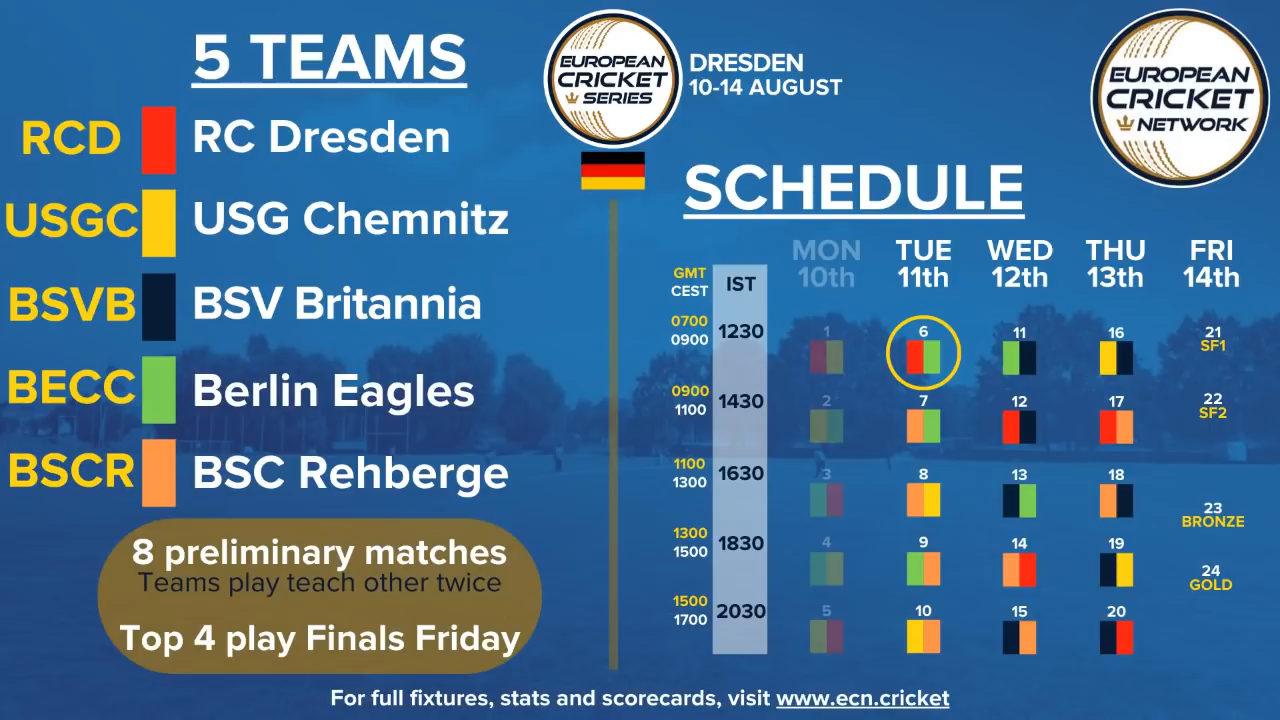 5 TEAMS
RCD RC Dresden
USGC USG Chemnitz
BSVB BSV Britannia
BECC Berlin Eagles
BSCR BSC Rehberge
8 preliminary matches
Teams play teach other twice
Top 4 play Finals Friday
EUROPEAN
CRICKET
SERIES
DRESDEN
10-14 AUGUST
EUROPEAN
CRICKET
NETWORK
SCHEDULE
MON TUE WED THU FRI
10th 11th 12th 13th 14th
GMT
CEST
IST
0700
0900
1230
1 6 11 16 21
SF1
0900
1100
1430
2 7 12 17 22
SF2
1100
1300
1630
3 8 13 18 23
BRONZE
1300
1500
1830
4 9 14 19 24
GOLD
1500
1700
2030
5 10 15 20
For full fixtures, stats and scorecards, visit www.ecn.cricket